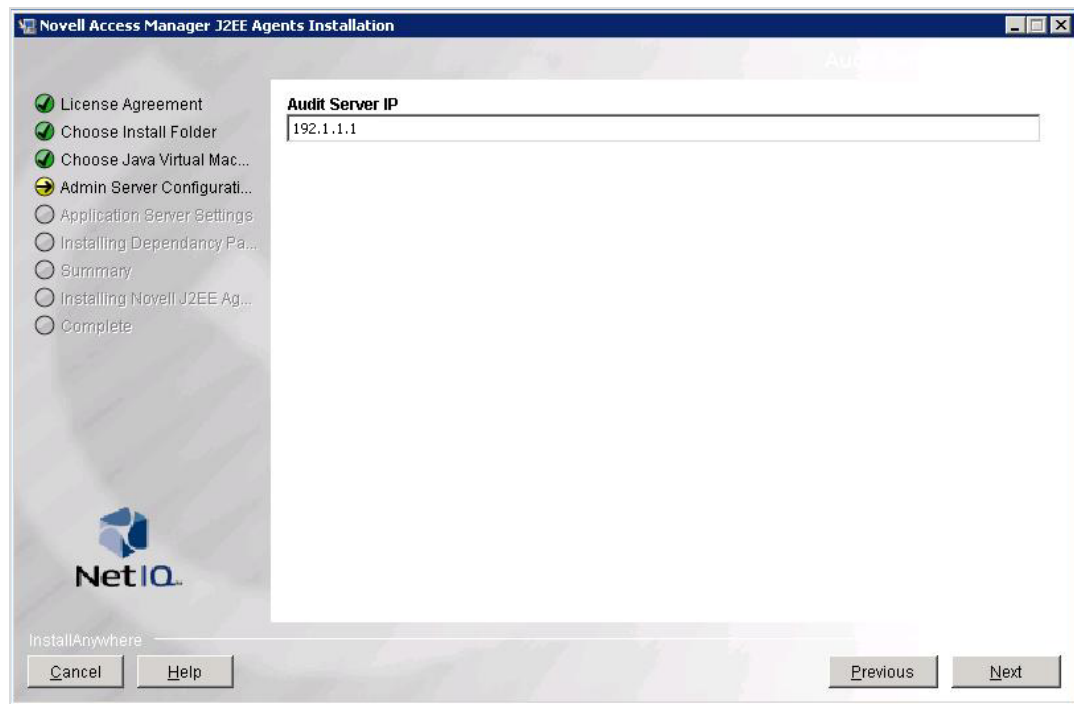 Novell Access Manager J2EE Agents Installation
License Agreement
Choose Install Folder
Choose Java Virtual Mac...
Admin Server Configurati...
Application Server Settings
Installing Dependancy Pa...
Summary
Installing Novell J2EE Ag...
Complete
Audit Server IP
192.1.1.1
NetIQ
InstallAnywhere
Cancel
Help
Previous
Next